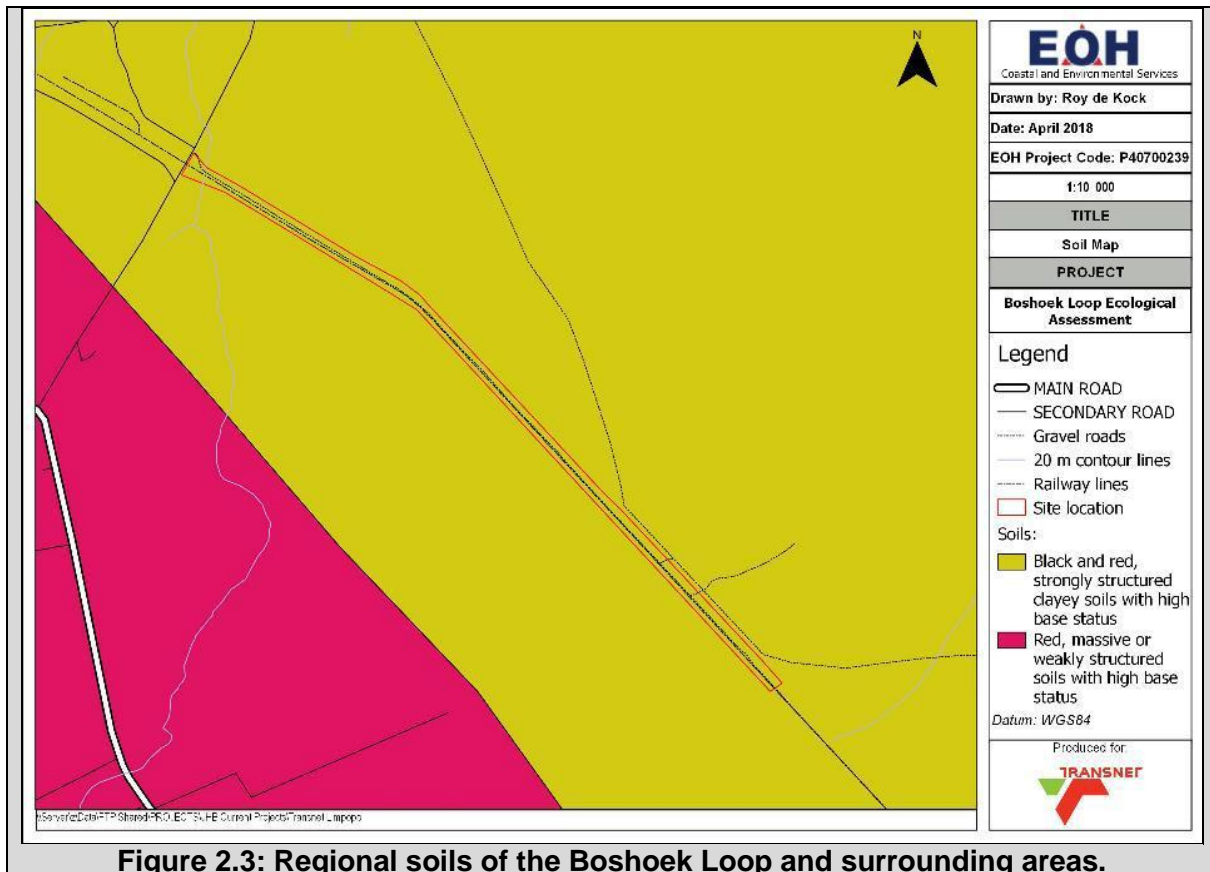 N
EOH
Coastal and Environmental Services
Drawn by: Roy de Kock
Date: April 2018
EOH Project Code: P40700239
1:10 000
TITLE
Soil Map
PROJECT
Boshoek Loop Ecological
Assessment
Legend
MAIN ROAD
SECONDARY ROAD
Gravel roads
20 m contour lines
Railway lines
Site location
Soils:
Black and red,
strongly structured
clayey soils with high
base status
Red, massive or
weakly structured
soils with high base
status
Datum: WGS84
Produced for:
TRANSNET
Current Projects\Transnet Limpopo
Figure 2.3: Regional soils of the Boshoek Loop and surrounding areas.